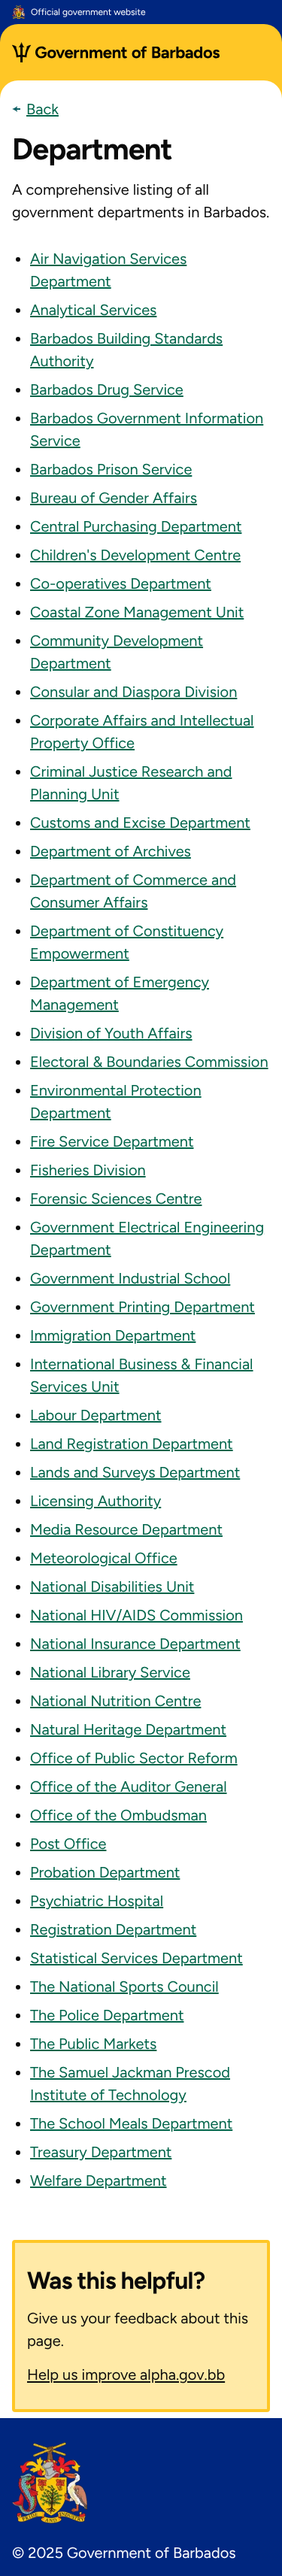 Official government website
Government of Barbados
Back
Department
A comprehensive listing of all
government departments in Barbados.
Air Navigation Services
Department
Analytical Services
Barbados Building Standards
Authority
Barbados Drug Service
Barbados Government Information
Service
Barbados Prison Service
Bureau of Gender Affairs
Central Purchasing Department
Children's Development Centre
Co-operatives Department
Coastal Zone Management Unit
Community Development
Department
Consular and Diaspora Division
Corporate Affairs and Intellectual
Property Office
Criminal Justice Research and
Planning Unit
Customs and Excise Department
Department of Archives
Department of Commerce and
Consumer Affairs
Department of Constituency
Empowerment
Department of Emergency
Management
Division of Youth Affairs
Electoral & Boundaries Commission
Environmental Protection
Department
Fire Service Department
Fisheries Division
Forensic Sciences Centre
Government Electrical Engineering
Department
Government Industrial School
Government Printing Department
Immigration Department
International Business & Financial
Services Unit
Labour Department
Land Registration Department
Lands and Surveys Department
Licensing Authority
Media Resource Department
Meteorological Office
National Disabilities Unit
National HIV/AIDS Commission
National Insurance Department
National Library Service
National Nutrition Centre
Natural Heritage Department
Office of Public Sector Reform
Office of the Auditor General
Office of the Ombudsman
Post Office
Probation Department
Psychiatric Hospital
Registration Department
Statistical Services Department
The National Sports Council
The Police Department
The Public Markets
The Samuel Jackman Prescod
Institute of Technology
The School Meals Department
Treasury Department
Welfare Department
Was this helpful?
Give us your feedback about this
page.
Help us improve alpha.gov.bb
© 2025 Government of Barbados